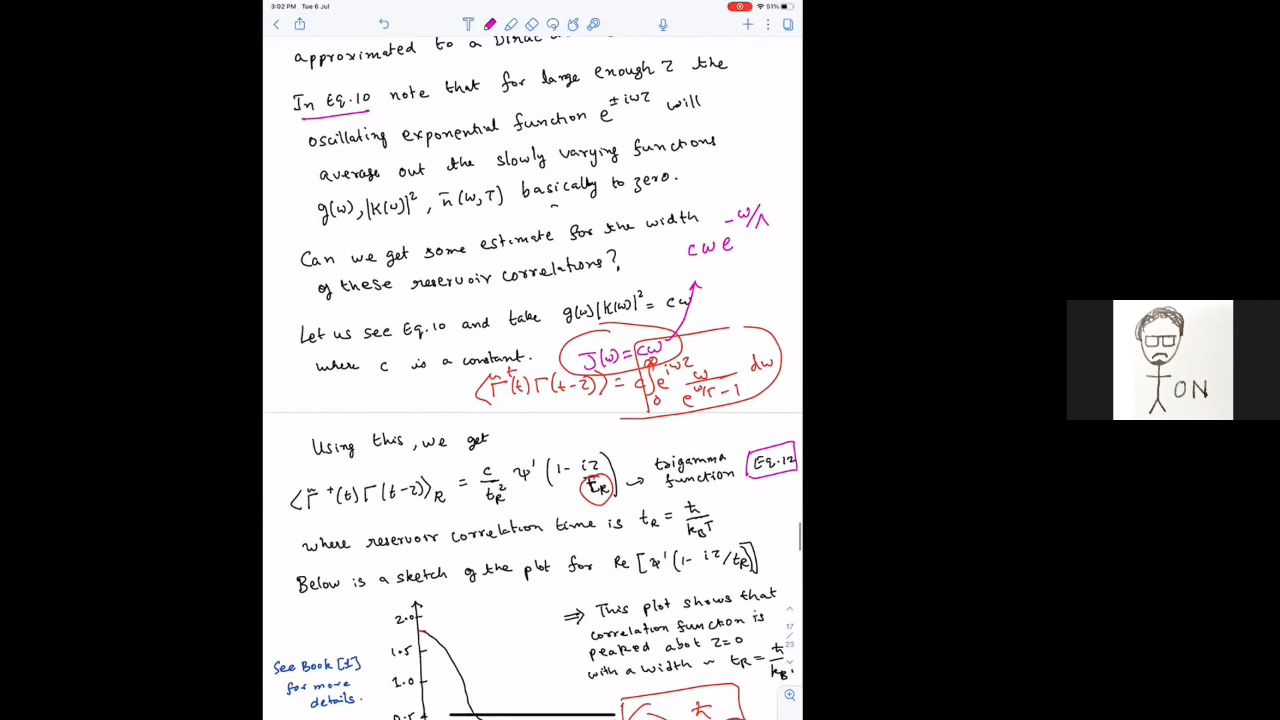 3:02 PM Tue 6 Jul
51%
approximated to a Dirac
In Eq.10 note that for large enough τ the
oscillating exponential function e^{±iωτ} will
average out the slowly varying functions
g(ω), |K(ω)|², n̄(ω,T) basically to zero.
Can we get some estimate for the width
of these reservoir correlations?
cωe^{-ω/Λ}
Let us see Eq.10 and take g(ω)|K(ω)|² = cω
where c is a constant.
J(ω) = cω
⟨Γ̃†(t)Γ̃(t-τ)⟩ = c∫₀^∞ e^{iωτ} ω/(e^{ω/T} - 1) dω
Using this, we get
⟨Γ̃†(t)Γ̃(t-τ)⟩_R = c/t_R² Ψ'(1 - iτ/t_R) → trigamma function
Eq.12
where reservoir correlation time is t_R = ħ/k_BT
Below is a sketch of the plot for Re[Ψ'(1 - iτ/t_R)]
2.0
1.5
1.0
0.5
⇒ This plot shows that
correlation function is
peaked abot τ=0
with a width ~ t_R = ħ/k_B
See Book [1]
for more
details.
ħ
17
/
23
ON